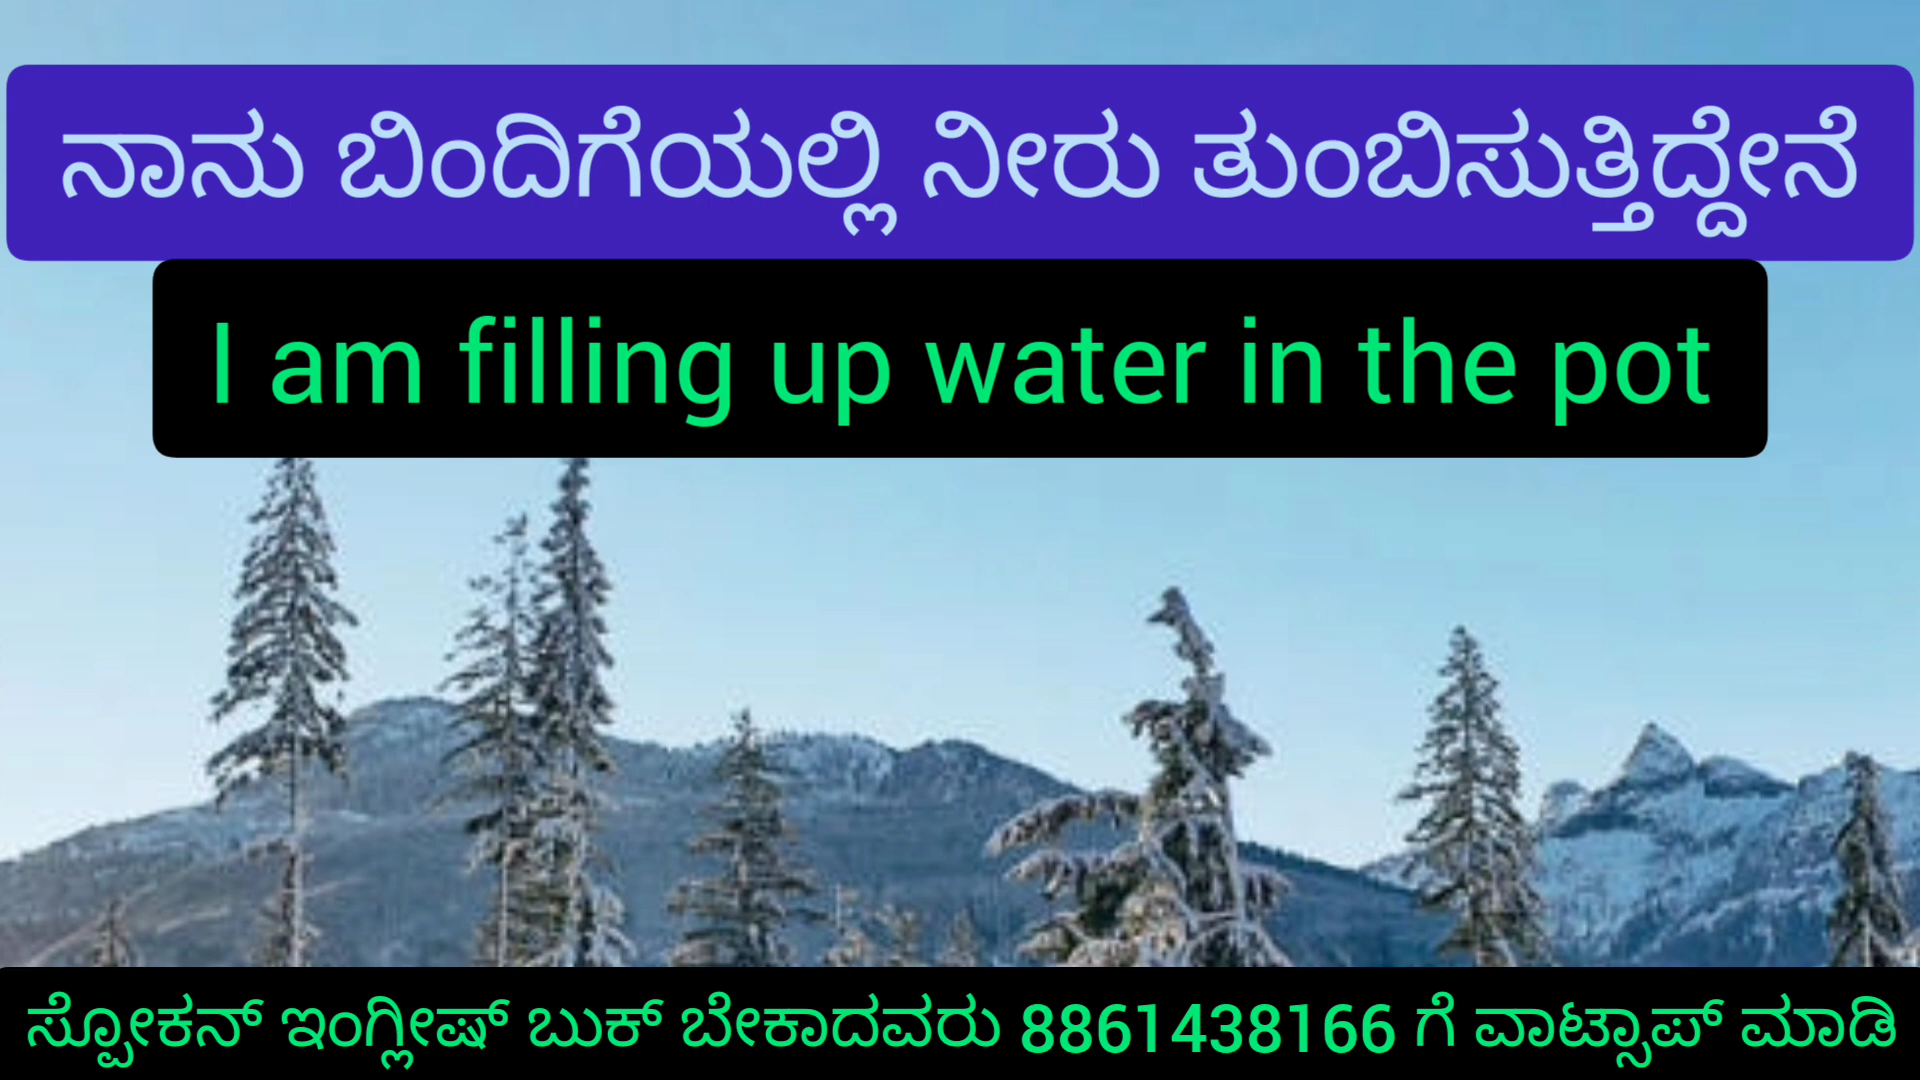 ನಾನು ಬಿಂದಿಗೆಯಲ್ಲಿ ನೀರು ತುಂಬಿಸುತ್ತಿದ್ದೇನೆ
I am filling up water in the pot
ಸ್ಪೋಕನ್ ಇಂಗ್ಲೀಷ್ ಬುಕ್ ಬೇಕಾದವರು 8861438166 ಗೆ ವಾಟ್ಸಾಪ್ ಮಾಡಿ